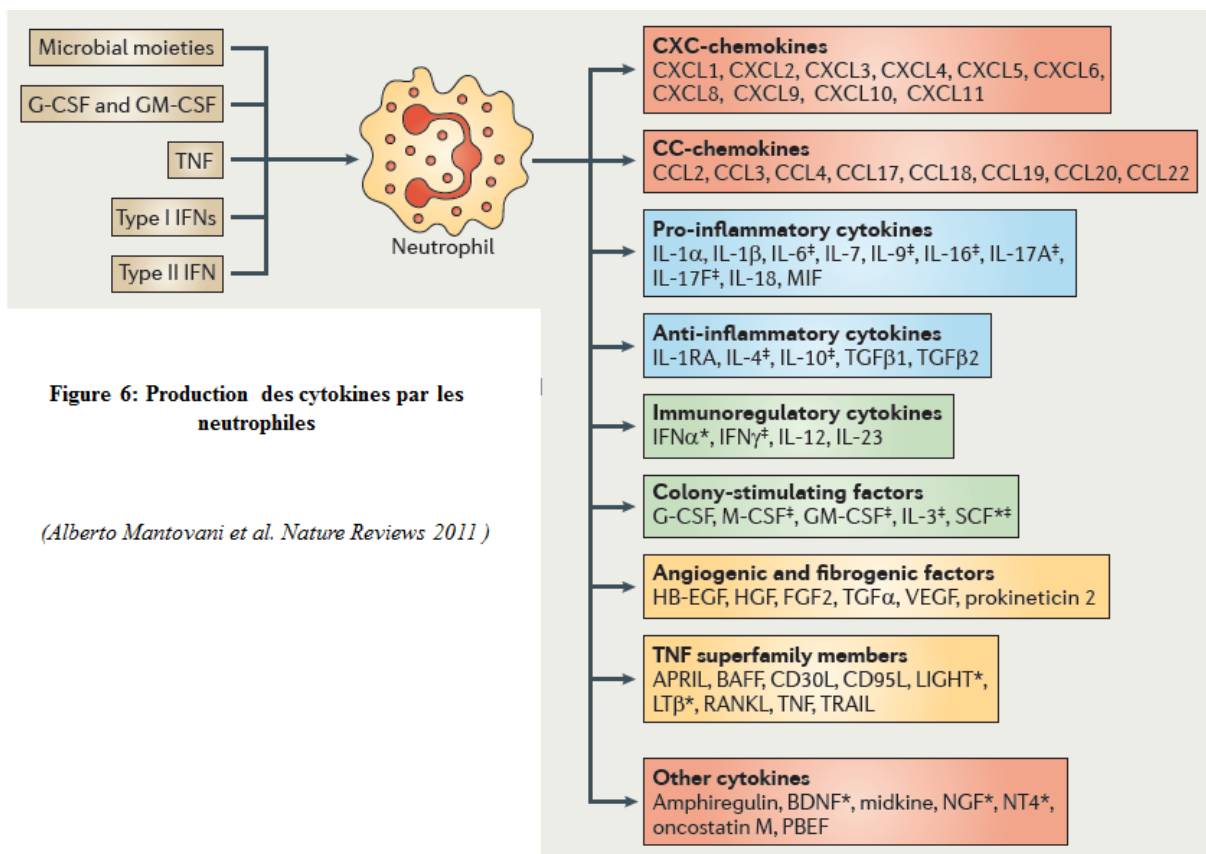 Microbial moieties
G-CSF and GM-CSF
TNF
Type I IFNs
Type II IFN
Neutrophil
CXC-chemokines
CXCL1, CXCL2, CXCL3, CXCL4, CXCL5, CXCL6,
CXCL8, CXCL9, CXCL10, CXCL11
CC-chemokines
CCL2, CCL3, CCL4, CCL17, CCL18, CCL19, CCL20, CCL22
Pro-inflammatory cytokines
IL-1α, IL-1β, IL-6‡, IL-7, IL-9‡, IL-16‡, IL-17A‡,
IL-17F‡, IL-18, MIF
Anti-inflammatory cytokines
IL-1RA, IL-4‡, IL-10‡, TGFβ1, TGFβ2
Immunoregulatory cytokines
IFNα*, IFNγ‡, IL-12, IL-23
Colony-stimulating factors
G-CSF, M-CSF‡, GM-CSF‡, IL-3‡, SCF*‡
Angiogenic and fibrogenic factors
HB-EGF, HGF, FGF2, TGFα, VEGF, prokineticin 2
TNF superfamily members
APRIL, BAFF, CD30L, CD95L, LIGHT*,
LTβ*, RANKL, TNF, TRAIL
Other cytokines
Amphiregulin, BDNF*, midkine, NGF*, NT4*,
oncostatin M, PBEF
Figure 6: Production des cytokines par les
neutrophiles
(Alberto Mantovani et al. Nature Reviews 2011 )